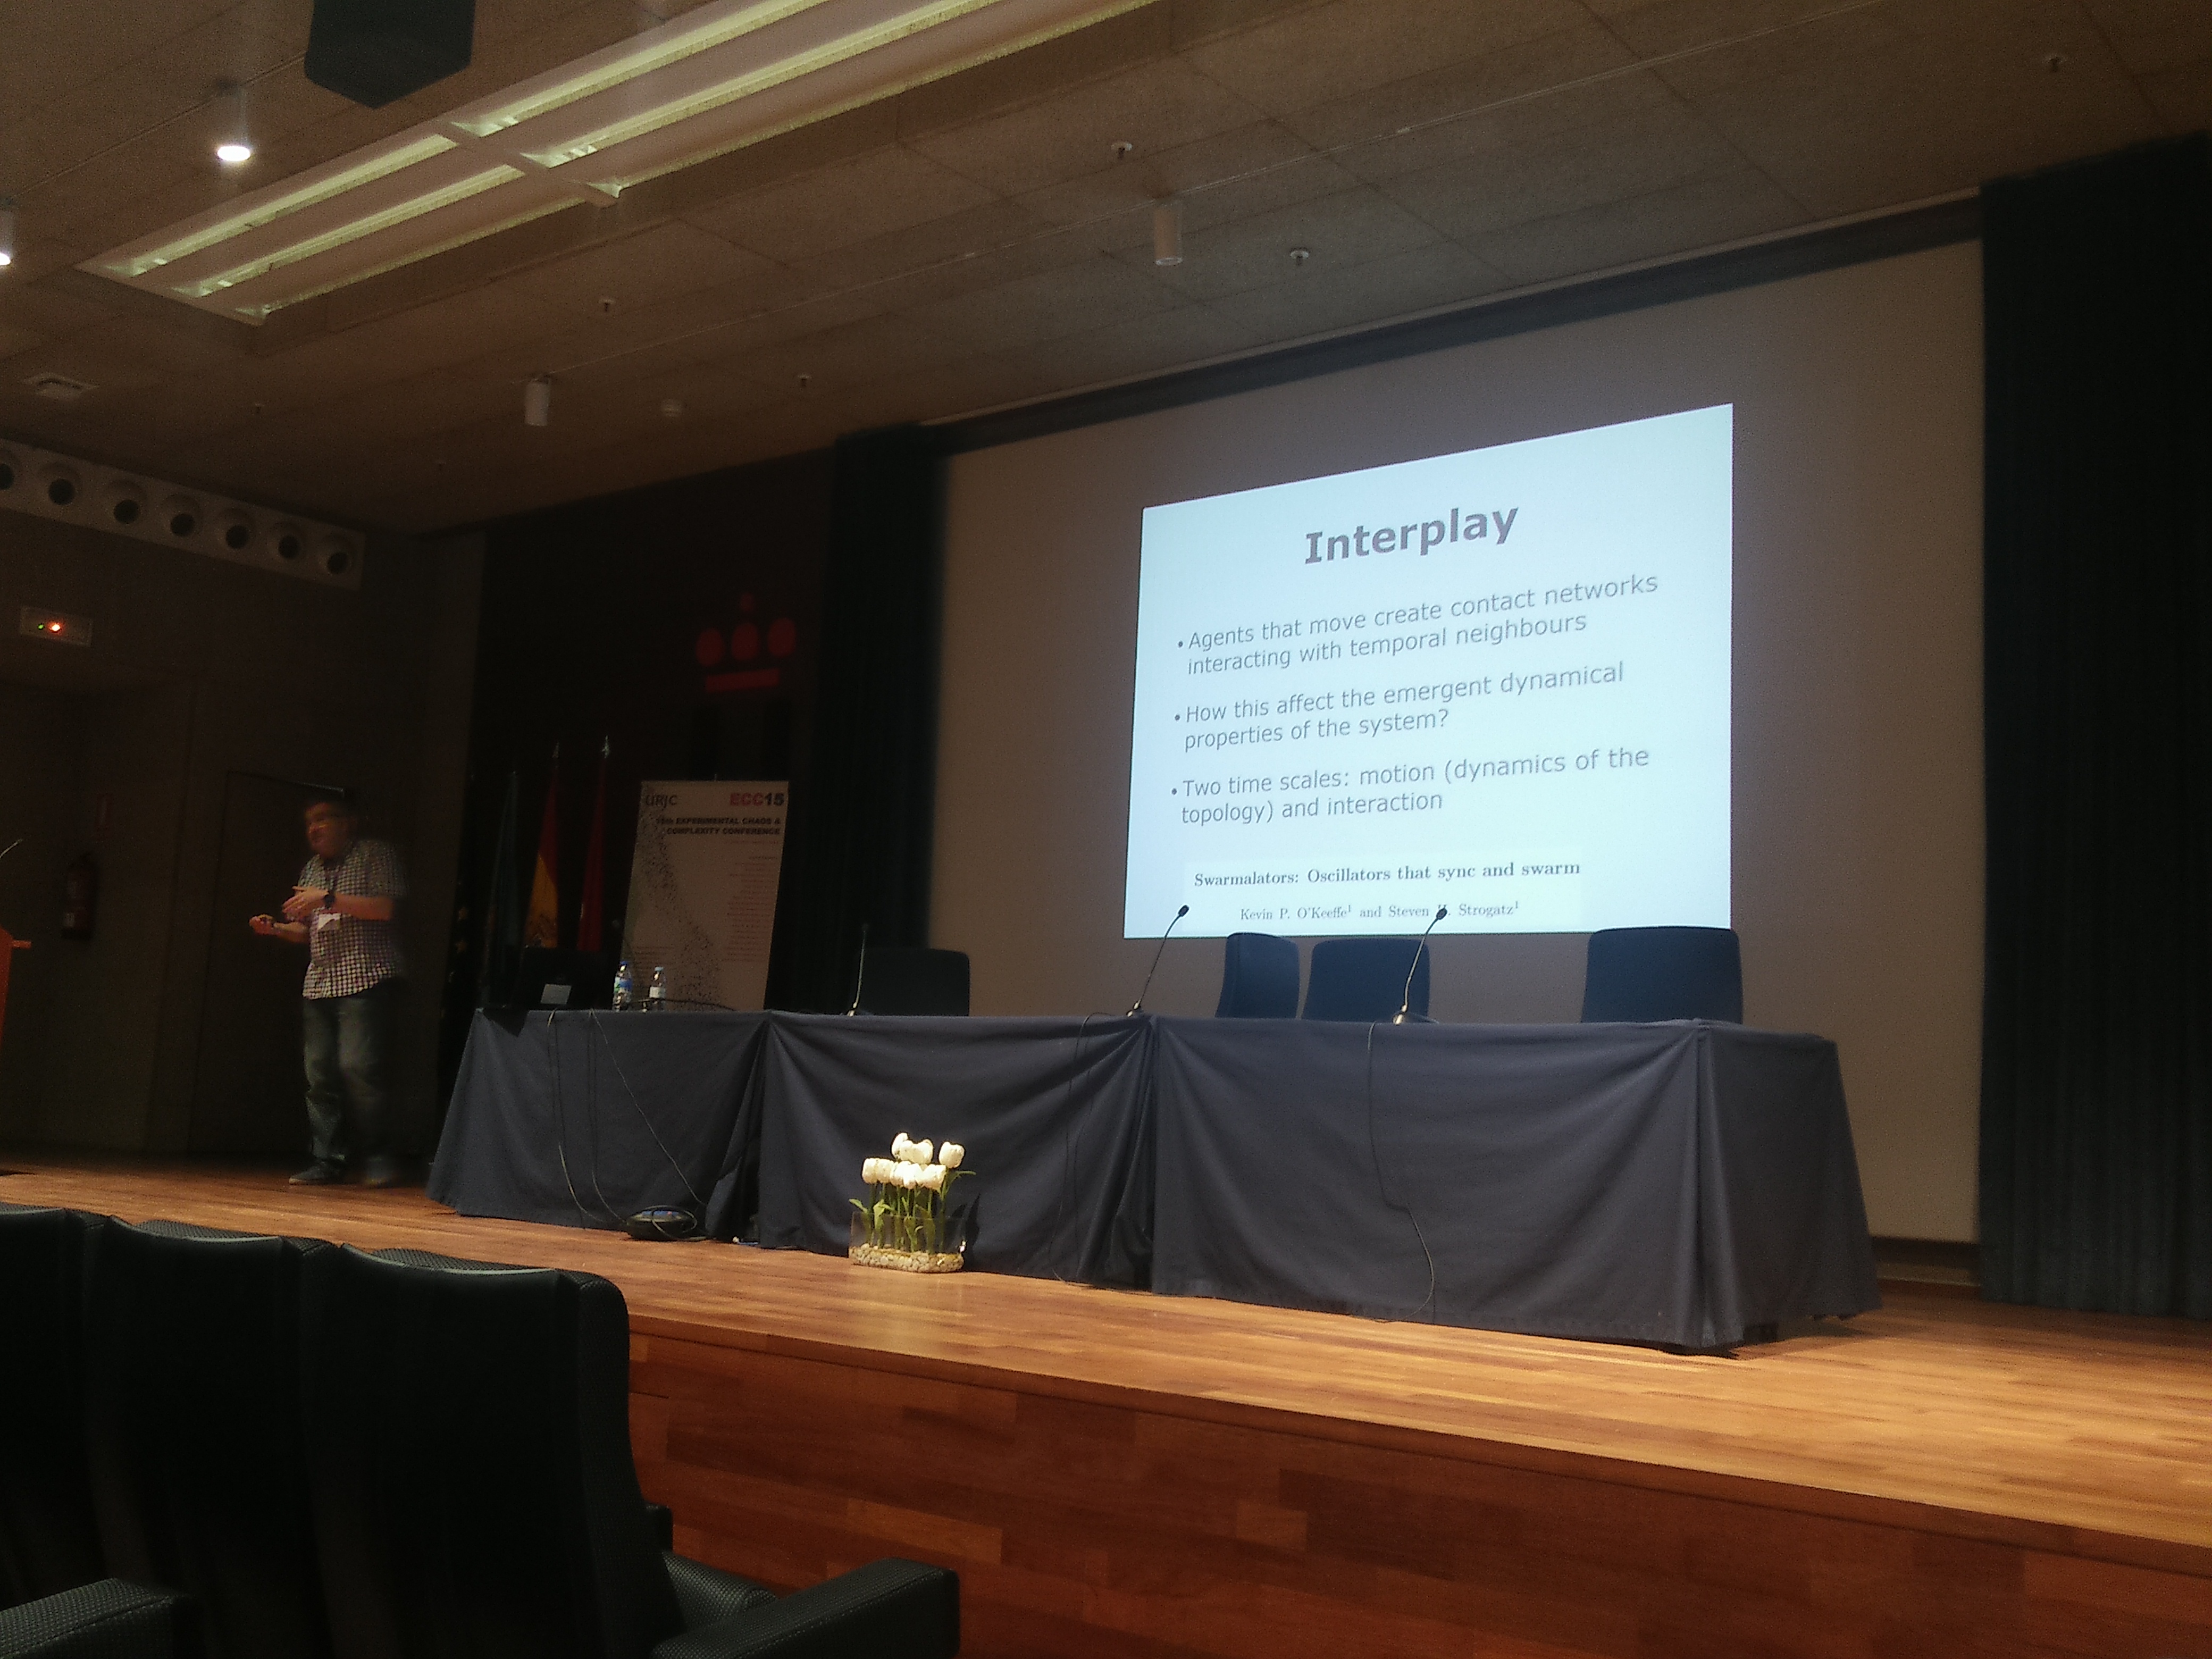 Interplay
• Agents that move create contact networks
interacting with temporal neighbours
• How this affect the emergent dynamical
properties of the system?
• Two time scales: motion (dynamics of the
topology) and interaction
Swarmalators: Oscillators that sync and swarm
Kevin P. O'Keeffe¹ and Steven H. Strogatz¹
URJC
ECC15
15th EXPERIMENTAL CHAOS &
COMPLEXITY CONFERENCE